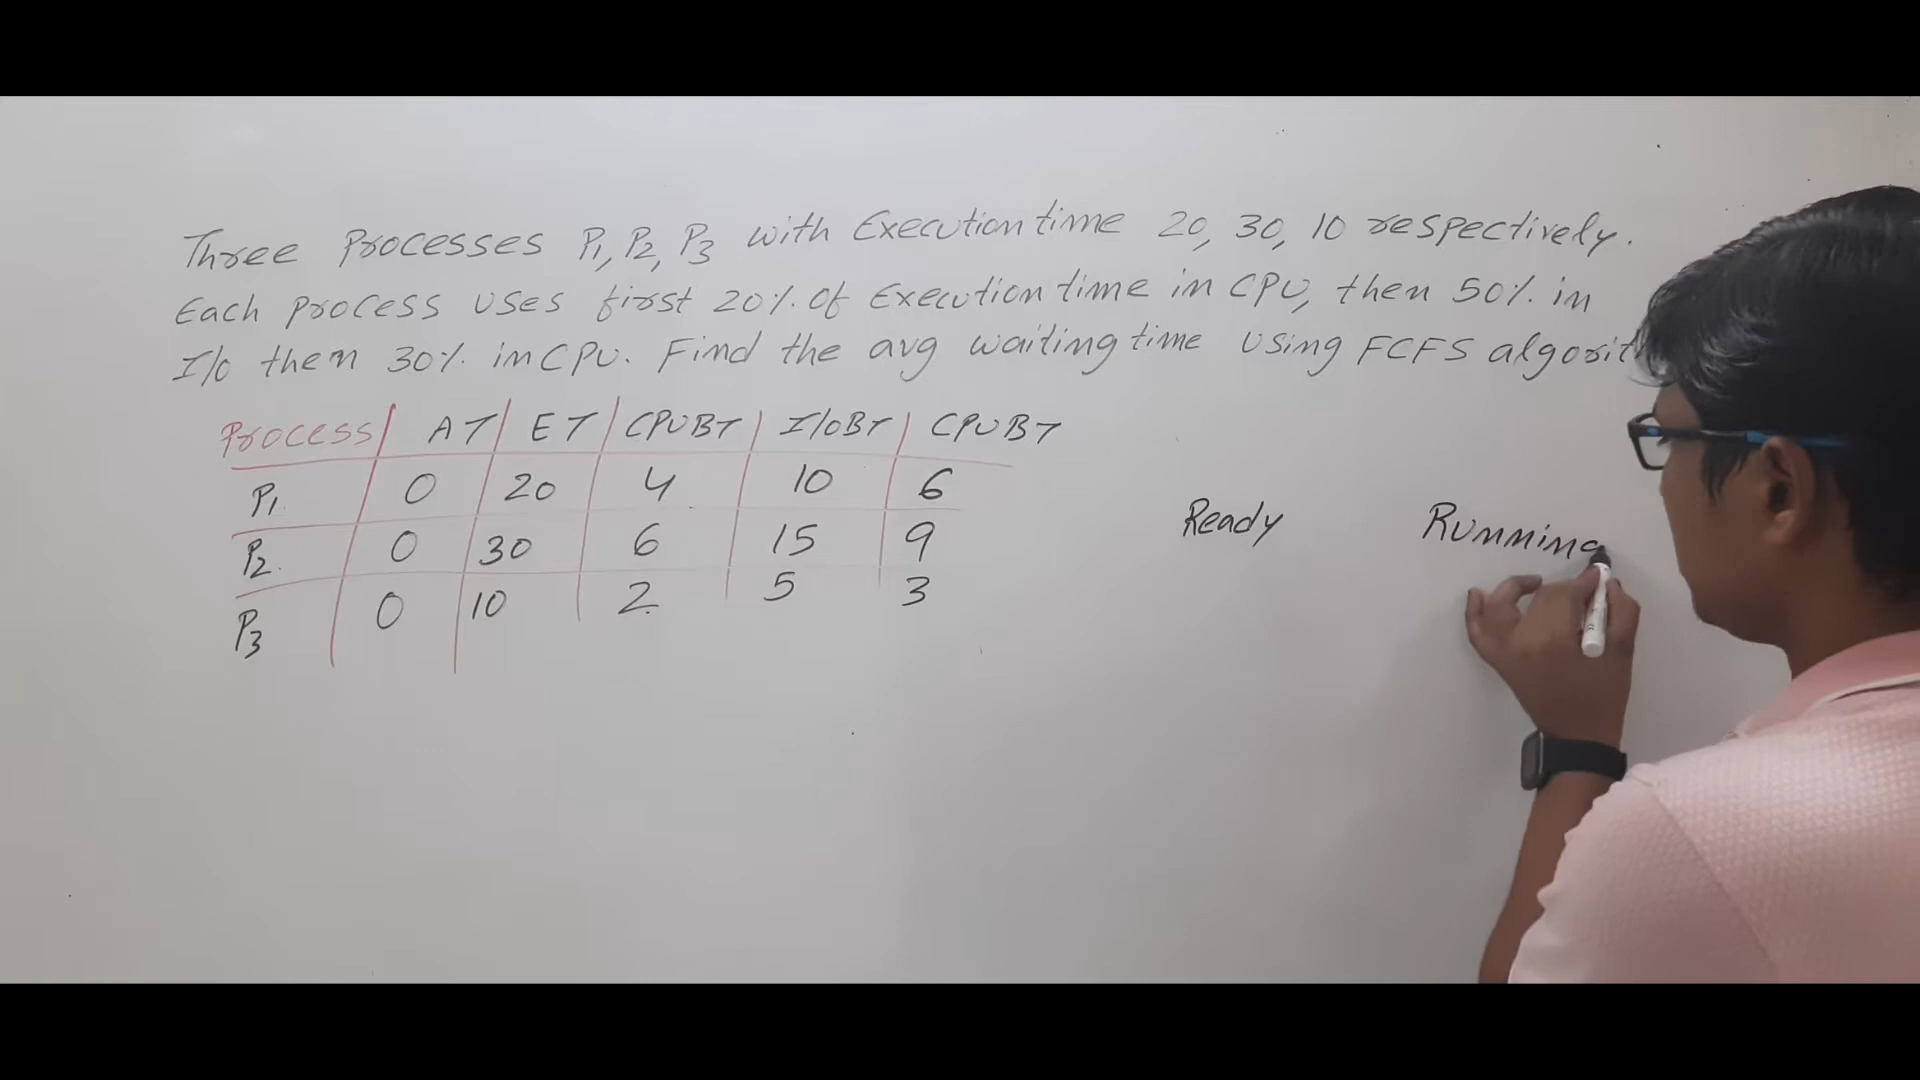 Three Processes P1, P2, P3 with Execution time 20, 30, 10 respectively.
Each process uses first 20%. of Execution time in CPU, then 50%. in
I/o then 30%. in CPU. Find the avg waiting time using FCFS algorit
Process AT ET CPUBT I/OBT CPUBT
P1 0 20 4 10 6
P2 0 30 6 15 9
P3 0 10 2 5 3
Ready Running